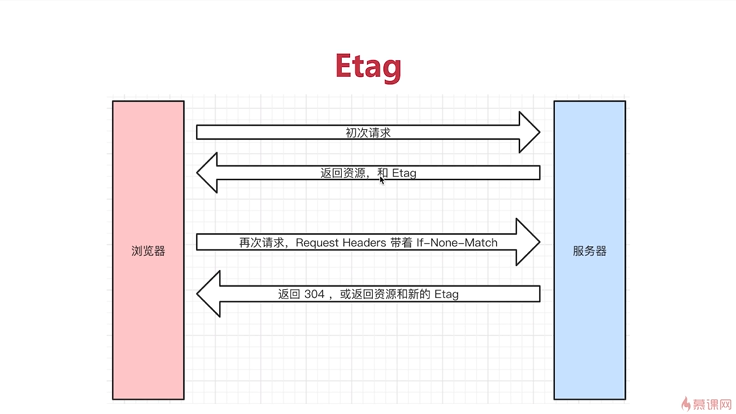 Etag
初次请求
返回资源，和 Etag
浏览器
再次请求，Request Headers 带着 If-None-Match
服务器
返回 304 ，或返回资源和新的 Etag
慕课网